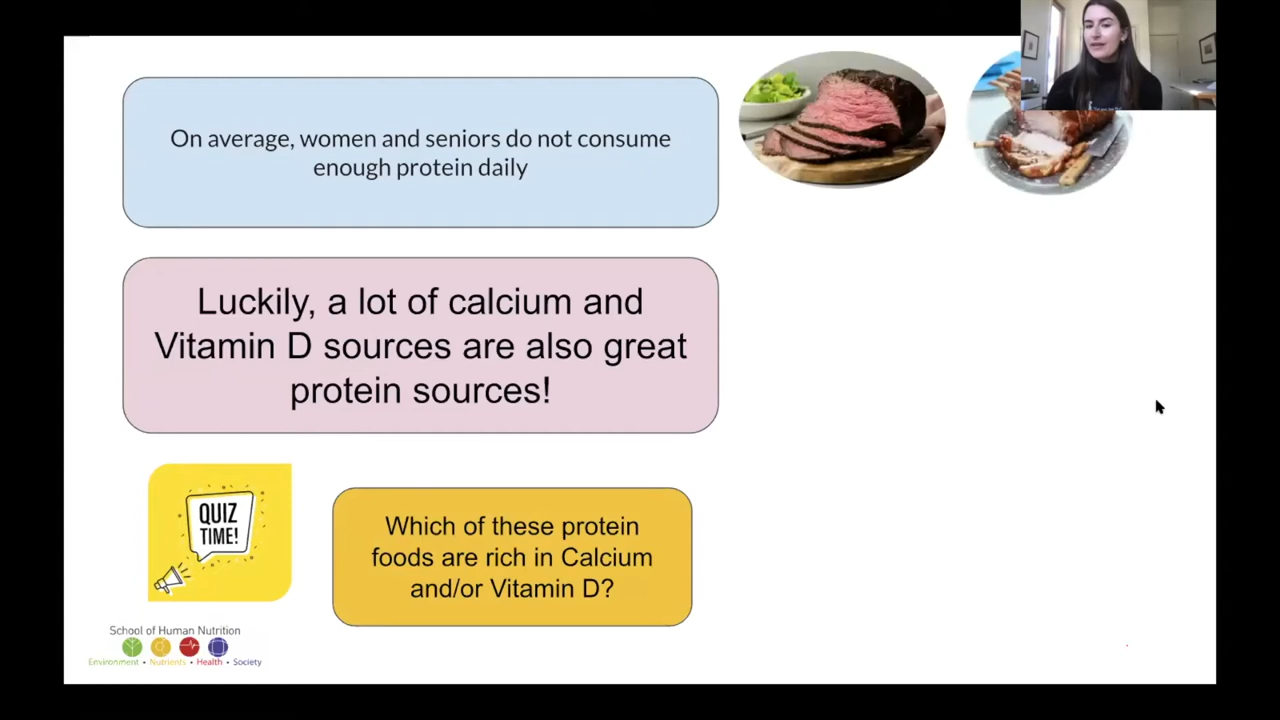 On average, women and seniors do not consume
enough protein daily
Luckily, a lot of calcium and
Vitamin D sources are also great
protein sources!
QUIZ
TIME!
Which of these protein
foods are rich in Calcium
and/or Vitamin D?
School of Human Nutrition
Environment • Nutrients • Health • Society